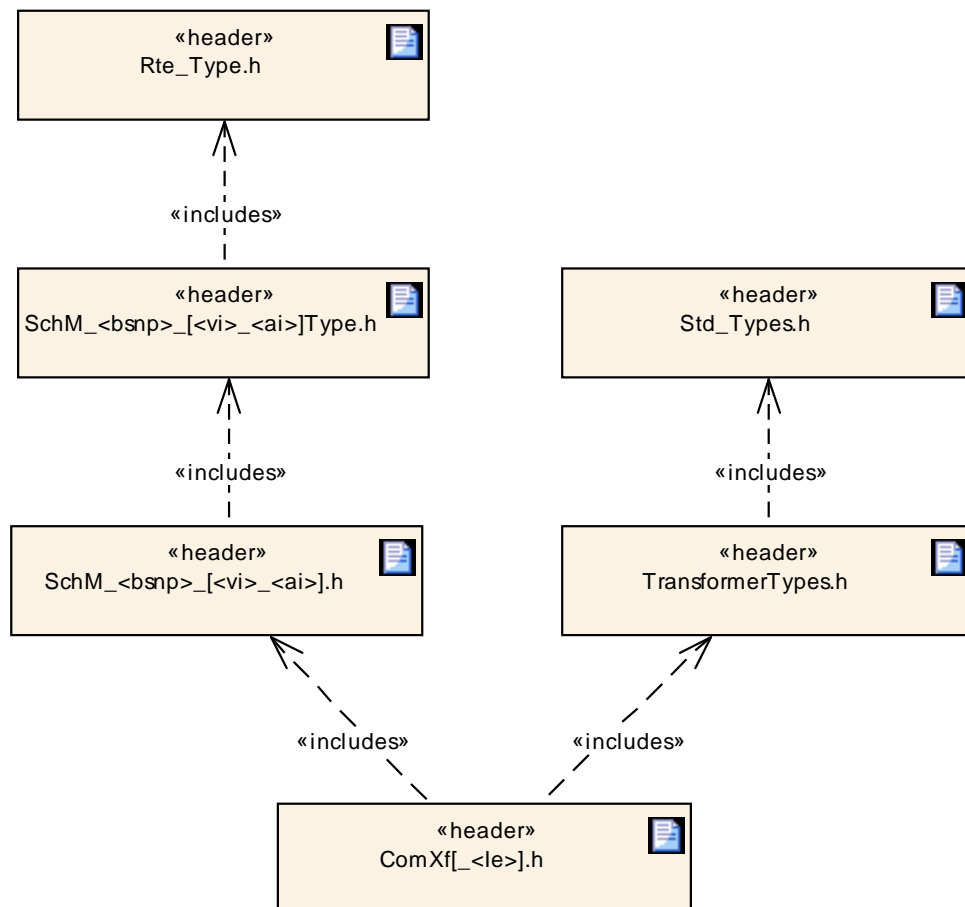 «header»
Rte_Type.h
«includes»
«header»
SchM_<bsnp>_[<vi>_<ai>]Type.h
«header»
Std_Types.h
«includes»
«includes»
«header»
SchM_<bsnp>_[<vi>_<ai>].h
«header»
TransformerTypes.h
«includes»
«includes»
«header»
ComXf[_<Ie>].h